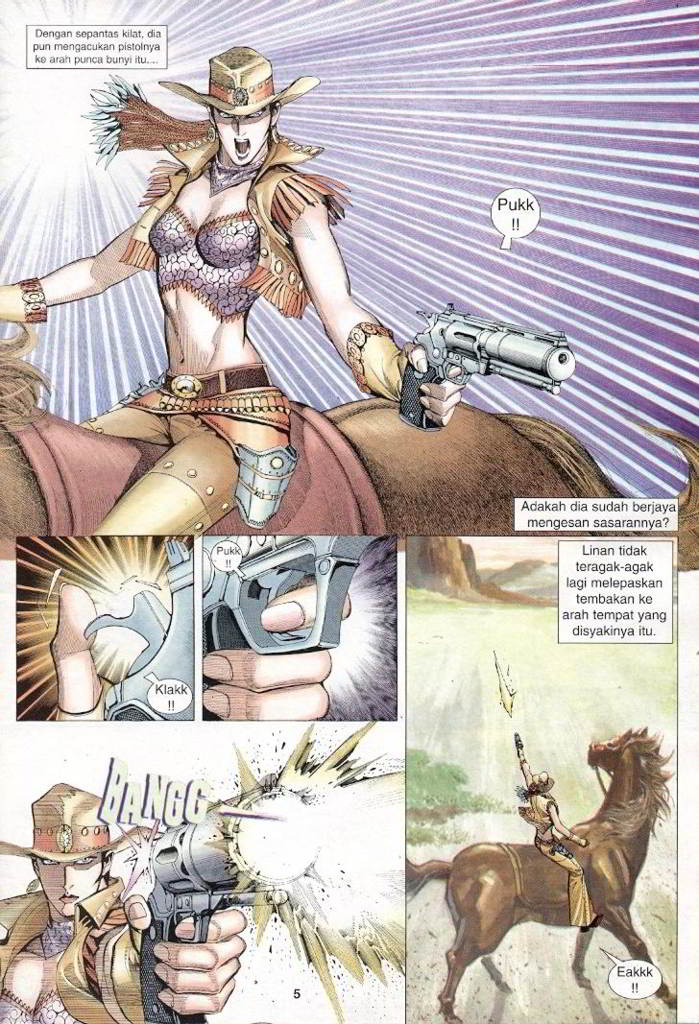 Dengan sepantas kilat, dia
pun mengacukan pistolnya
ke arah punca bunyi itu....
Pukk
!!
Adakah dia sudah berjaya
mengesan sasarannya?
Klakk
!!
Pukk
!!
Linan tidak
teragak-agak
lagi melepaskan
tembakan ke
arah tempat yang
disyakinya itu.
BANGG
Eakkk
!!
5